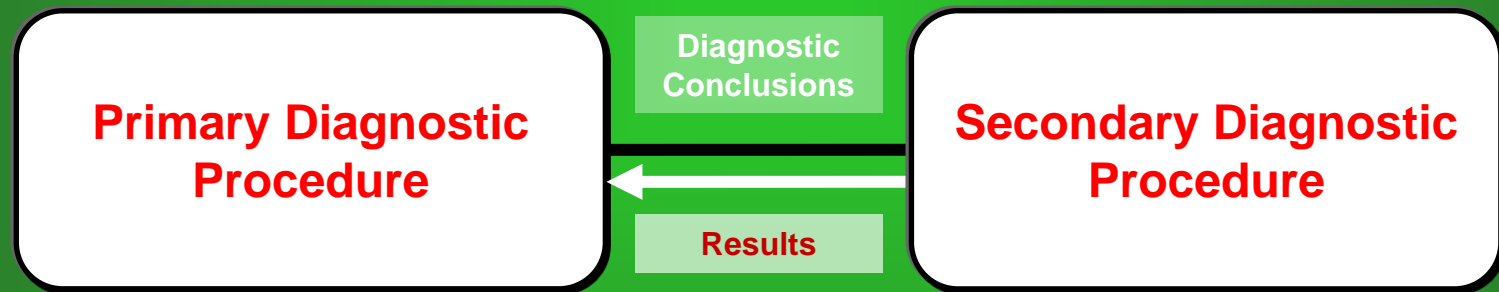 Primary Diagnostic
Procedure
Diagnostic
Conclusions
Results
Secondary Diagnostic
Procedure